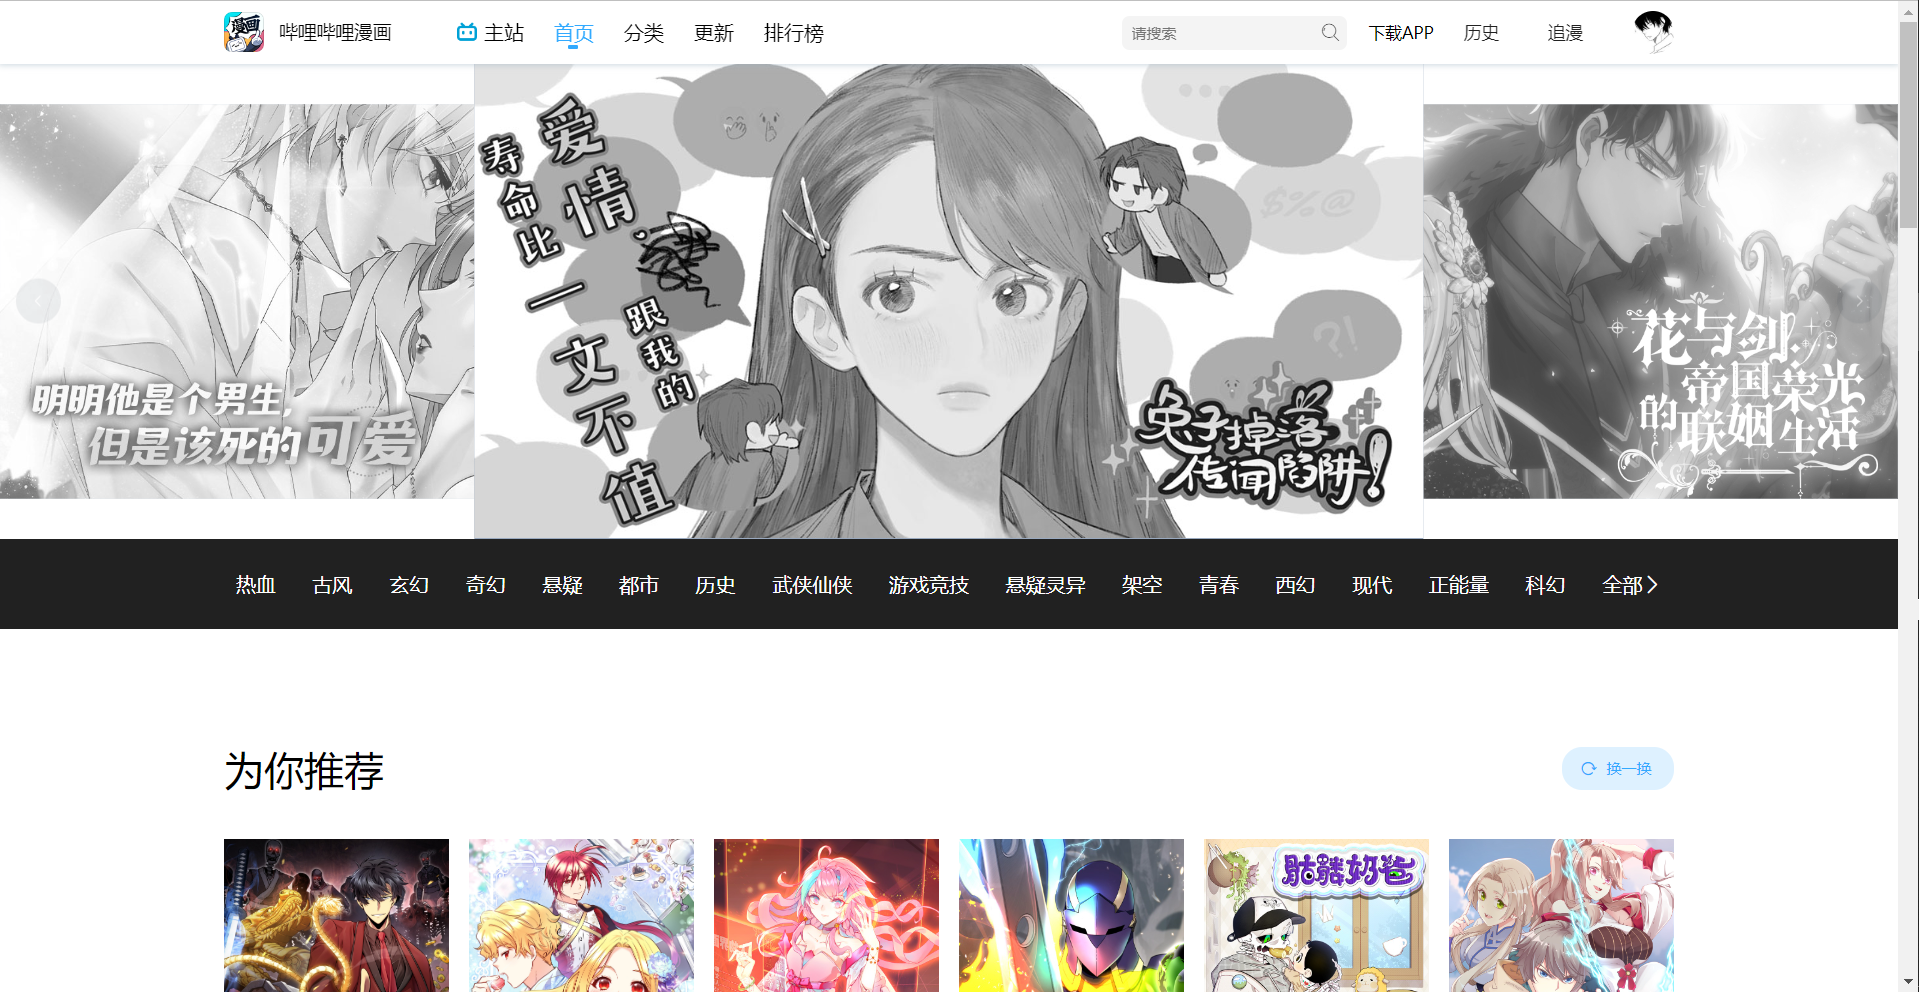 哔哩哔哩漫画
主站
首页
分类
更新
排行榜
请搜索
下载APP
历史
追漫
明明他是个男生,
但是该死的可爱
爱情
寿命比一文不值
跟我的
$%@
?!
兔子掉落
传闻陷阱!
花与剑
帝国荣光
的联姻生活
热血
古风
玄幻
奇幻
悬疑
都市
历史
武侠仙侠
游戏竞技
悬疑灵异
架空
青春
西幻
现代
正能量
科幻
全部
为你推荐
换一换
漫画
骷髅奶爸